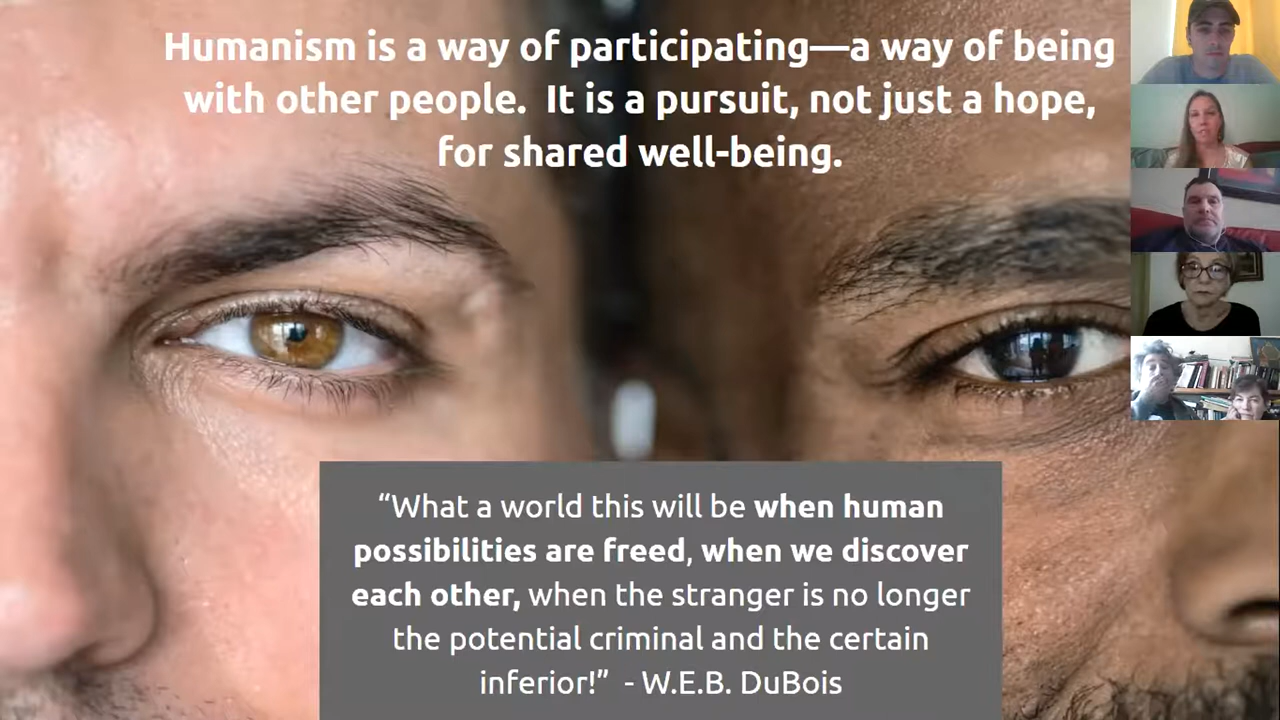 Humanism is a way of participating—a way of being
with other people.  It is a pursuit, not just a hope,
for shared well-being.
“What a world this will be when human
possibilities are freed, when we discover
each other, when the stranger is no longer
the potential criminal and the certain
inferior!”  - W.E.B. DuBois